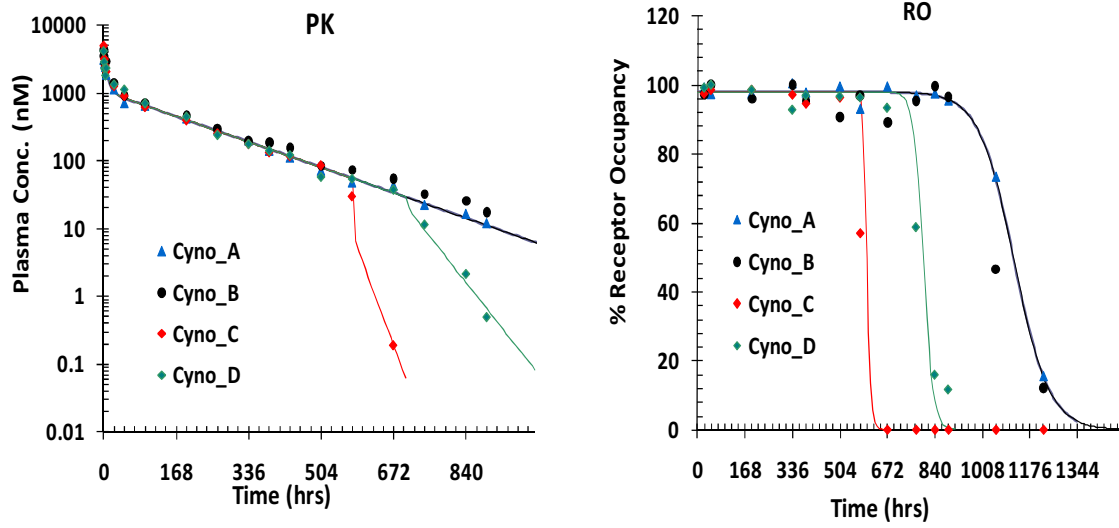 PK
Plasma Conc. (nM)
10000
1000
100
10
1
0.1
0.01
Cyno_A
Cyno_B
Cyno_C
Cyno_D
0 168 336 504 672 840
Time (hrs)
RO
% Receptor Occupancy
120
100
80
60
40
20
0
Cyno_A
Cyno_B
Cyno_C
Cyno_D
0 168 336 504 672 840 1008 1176 1344
Time (hrs)